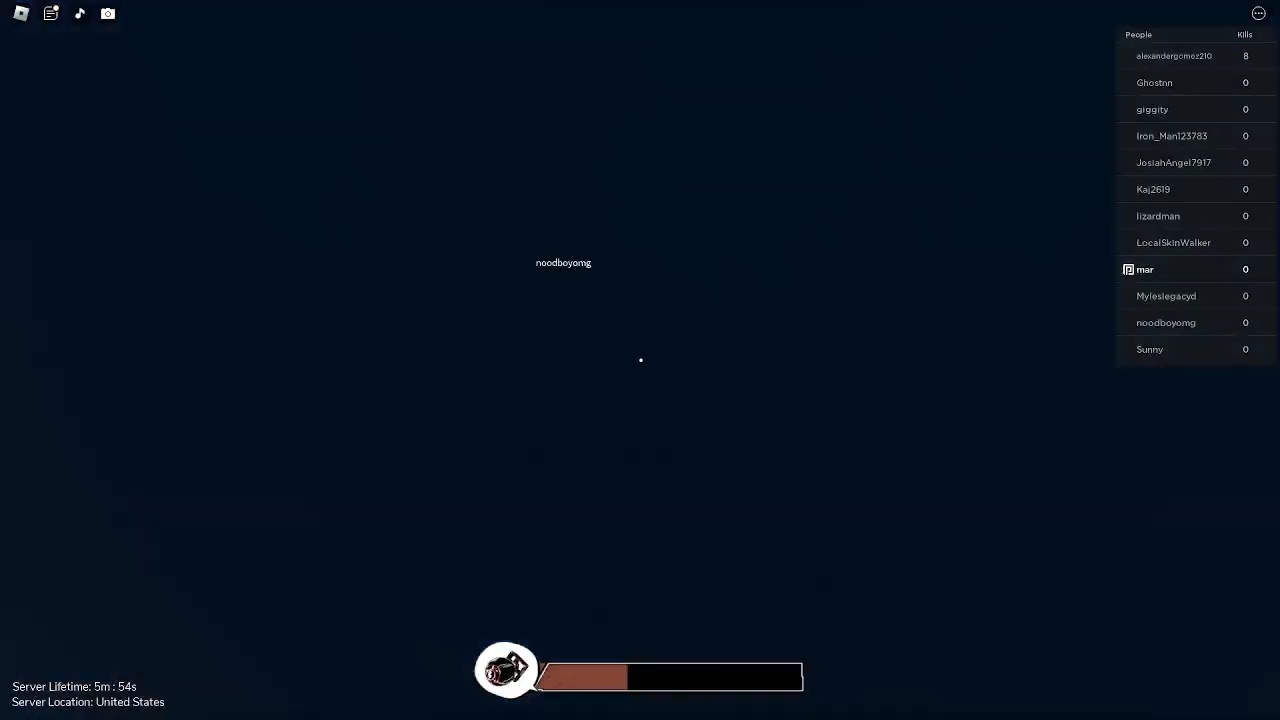 People Kills
alexandergomez210 8
Ghostnn 0
giggity 0
Iron_Man123783 0
JosiahAngel7917 0
Kaj2619 0
lizardman 0
LocalSkinWalker 0
mar 0
Myleslegacyd 0
noodboyomg 0
Sunny 0
noodboyomg
Server Lifetime: 5m : 54s
Server Location: United States